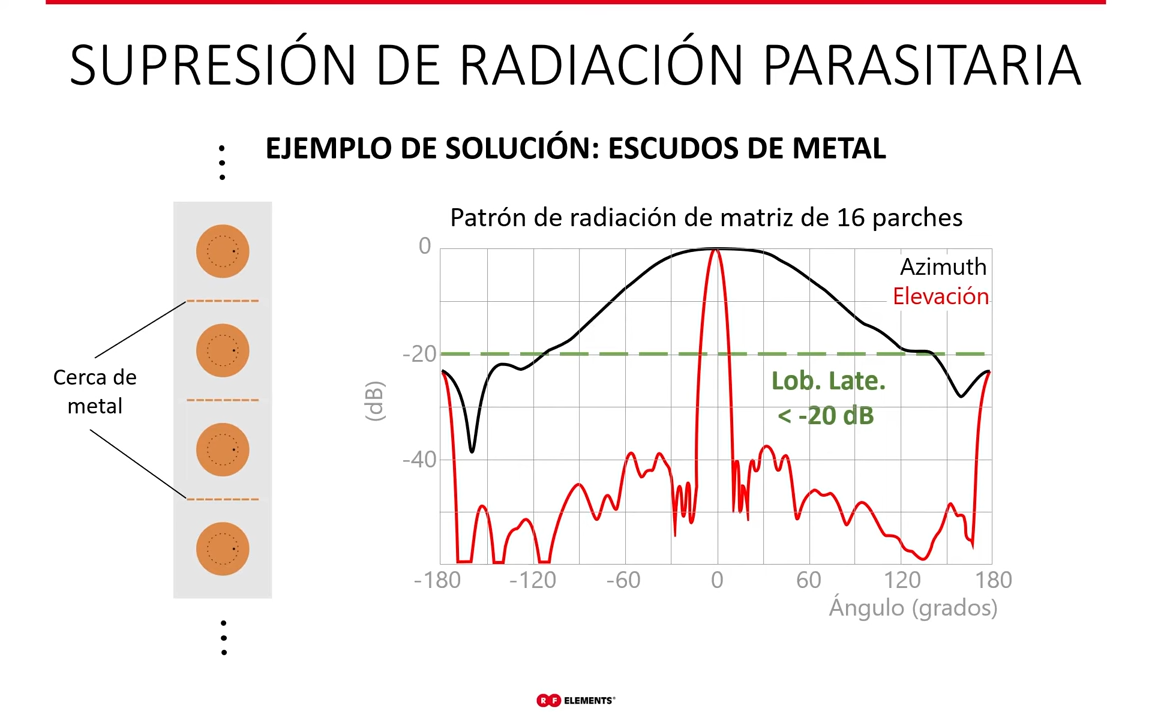 SUPRESIÓN DE RADIACIÓN PARASITARIA
EJEMPLO DE SOLUCIÓN: ESCUDOS DE METAL
Cerca de
metal
Patrón de radiación de matriz de 16 parches
Azimuth
Elevación
Lob. Late.
< -20 dB
0
-20
-40
(dB)
-180 -120 -60 0 60 120 180
Ángulo (grados)
RF ELEMENTS®